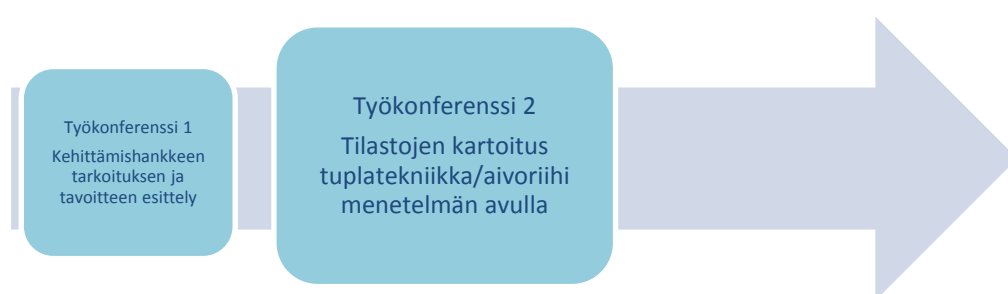 Työkonferenssi 1
Kehittämishankkeen
tarkoituksen ja
tavoitteen esittely
Työkonferenssi 2
Tilastojen kartoitus
tuplatekniikka/aivoriihi
menetelmän avulla